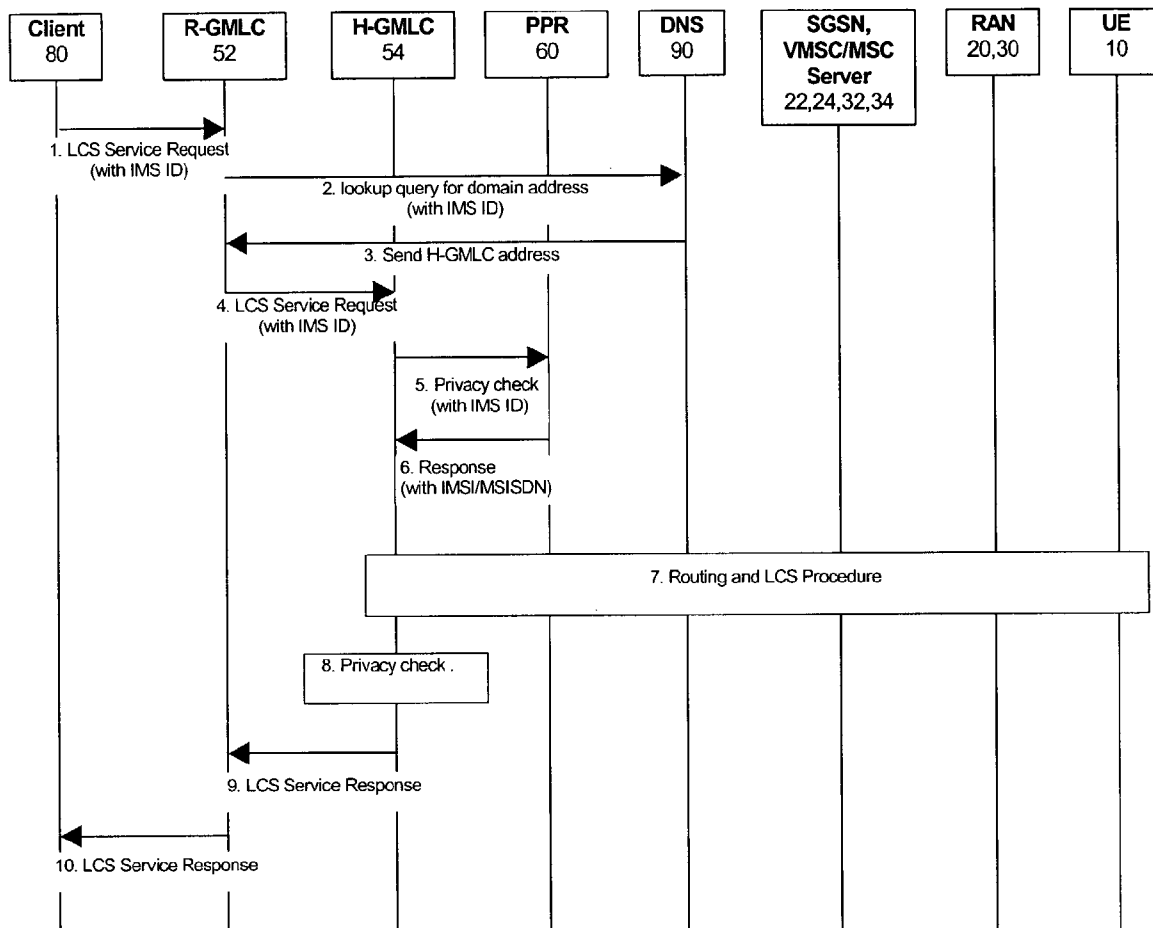 Client
80
R-GMLC
52
H-GMLC
54
PPR
60
DNS
90
SGSN,
VMSC/MSC
Server
22,24,32,34
RAN
20,30
UE
10
1. LCS Service Request
(with IMS ID)
2. lookup query for domain address
(with IMS ID)
3. Send H-GMLC address
4. LCS Service Request
(with IMS ID)
5. Privacy check
(with IMS ID)
6. Response
(with IMSI/MSISDN)
7. Routing and LCS Procedure
8. Privacy check .
9. LCS Service Response
10. LCS Service Response